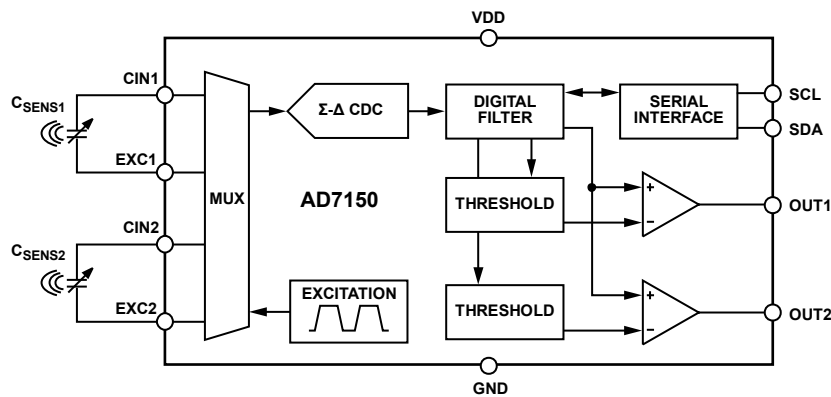 VDD
CIN1
CSENS1
EXC1
CIN2
CSENS2
EXC2
MUX
Σ-Δ CDC
AD7150
EXCITATION
DIGITAL
FILTER
SERIAL
INTERFACE
SCL
SDA
THRESHOLD
+
−
OUT1
THRESHOLD
+
−
OUT2
GND